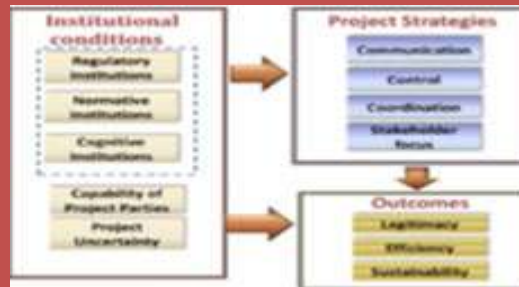 Institutional
conditions
Regulatory
Institutions
Normative
Institutions
Cognitive
Institutions
Capability of
Project Parties
Project
Uncertainty
Project Strategies
Communication
Control
Coordination
Stakeholder
focus
Outcomes
Legitimacy
Efficiency
Sustainability